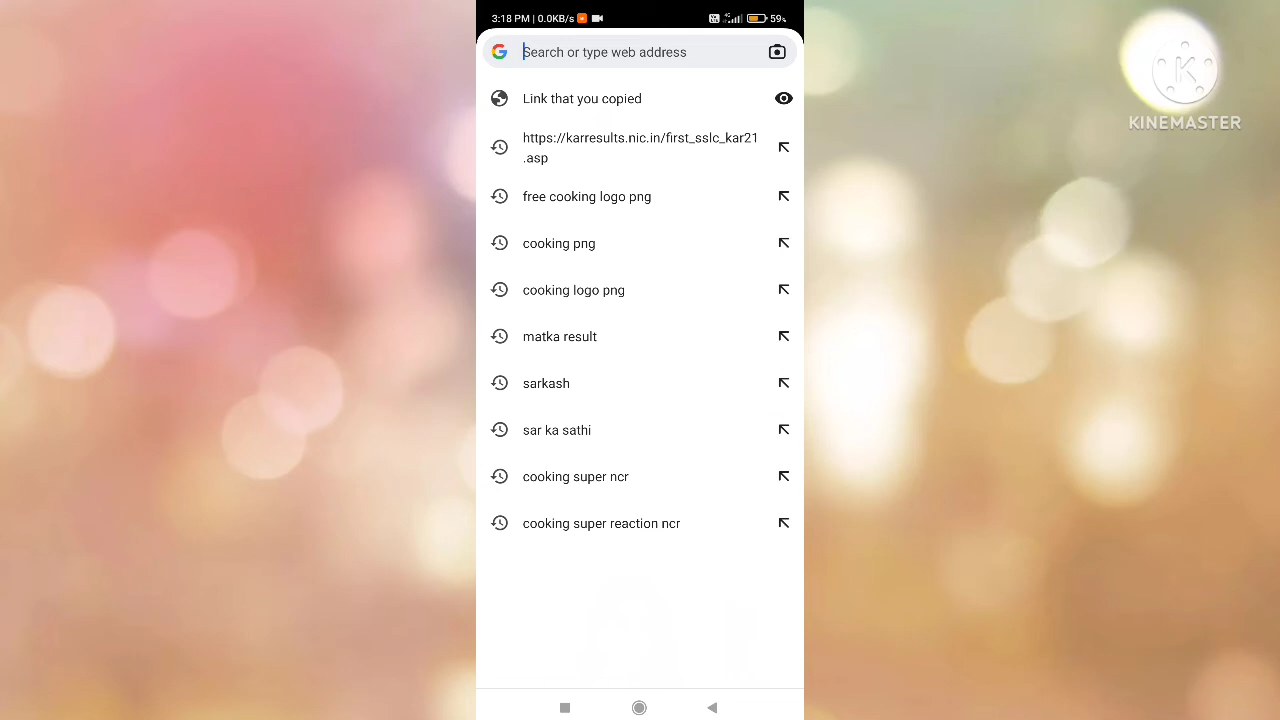 3:18 PM | 0.0KB/s 59%
Search or type web address
KINEMASTER
Link that you copied
https://karresults.nic.in/first_sslc_kar21
.asp
free cooking logo png
cooking png
cooking logo png
matka result
sarkash
sar ka sathi
cooking super ncr
cooking super reaction ncr